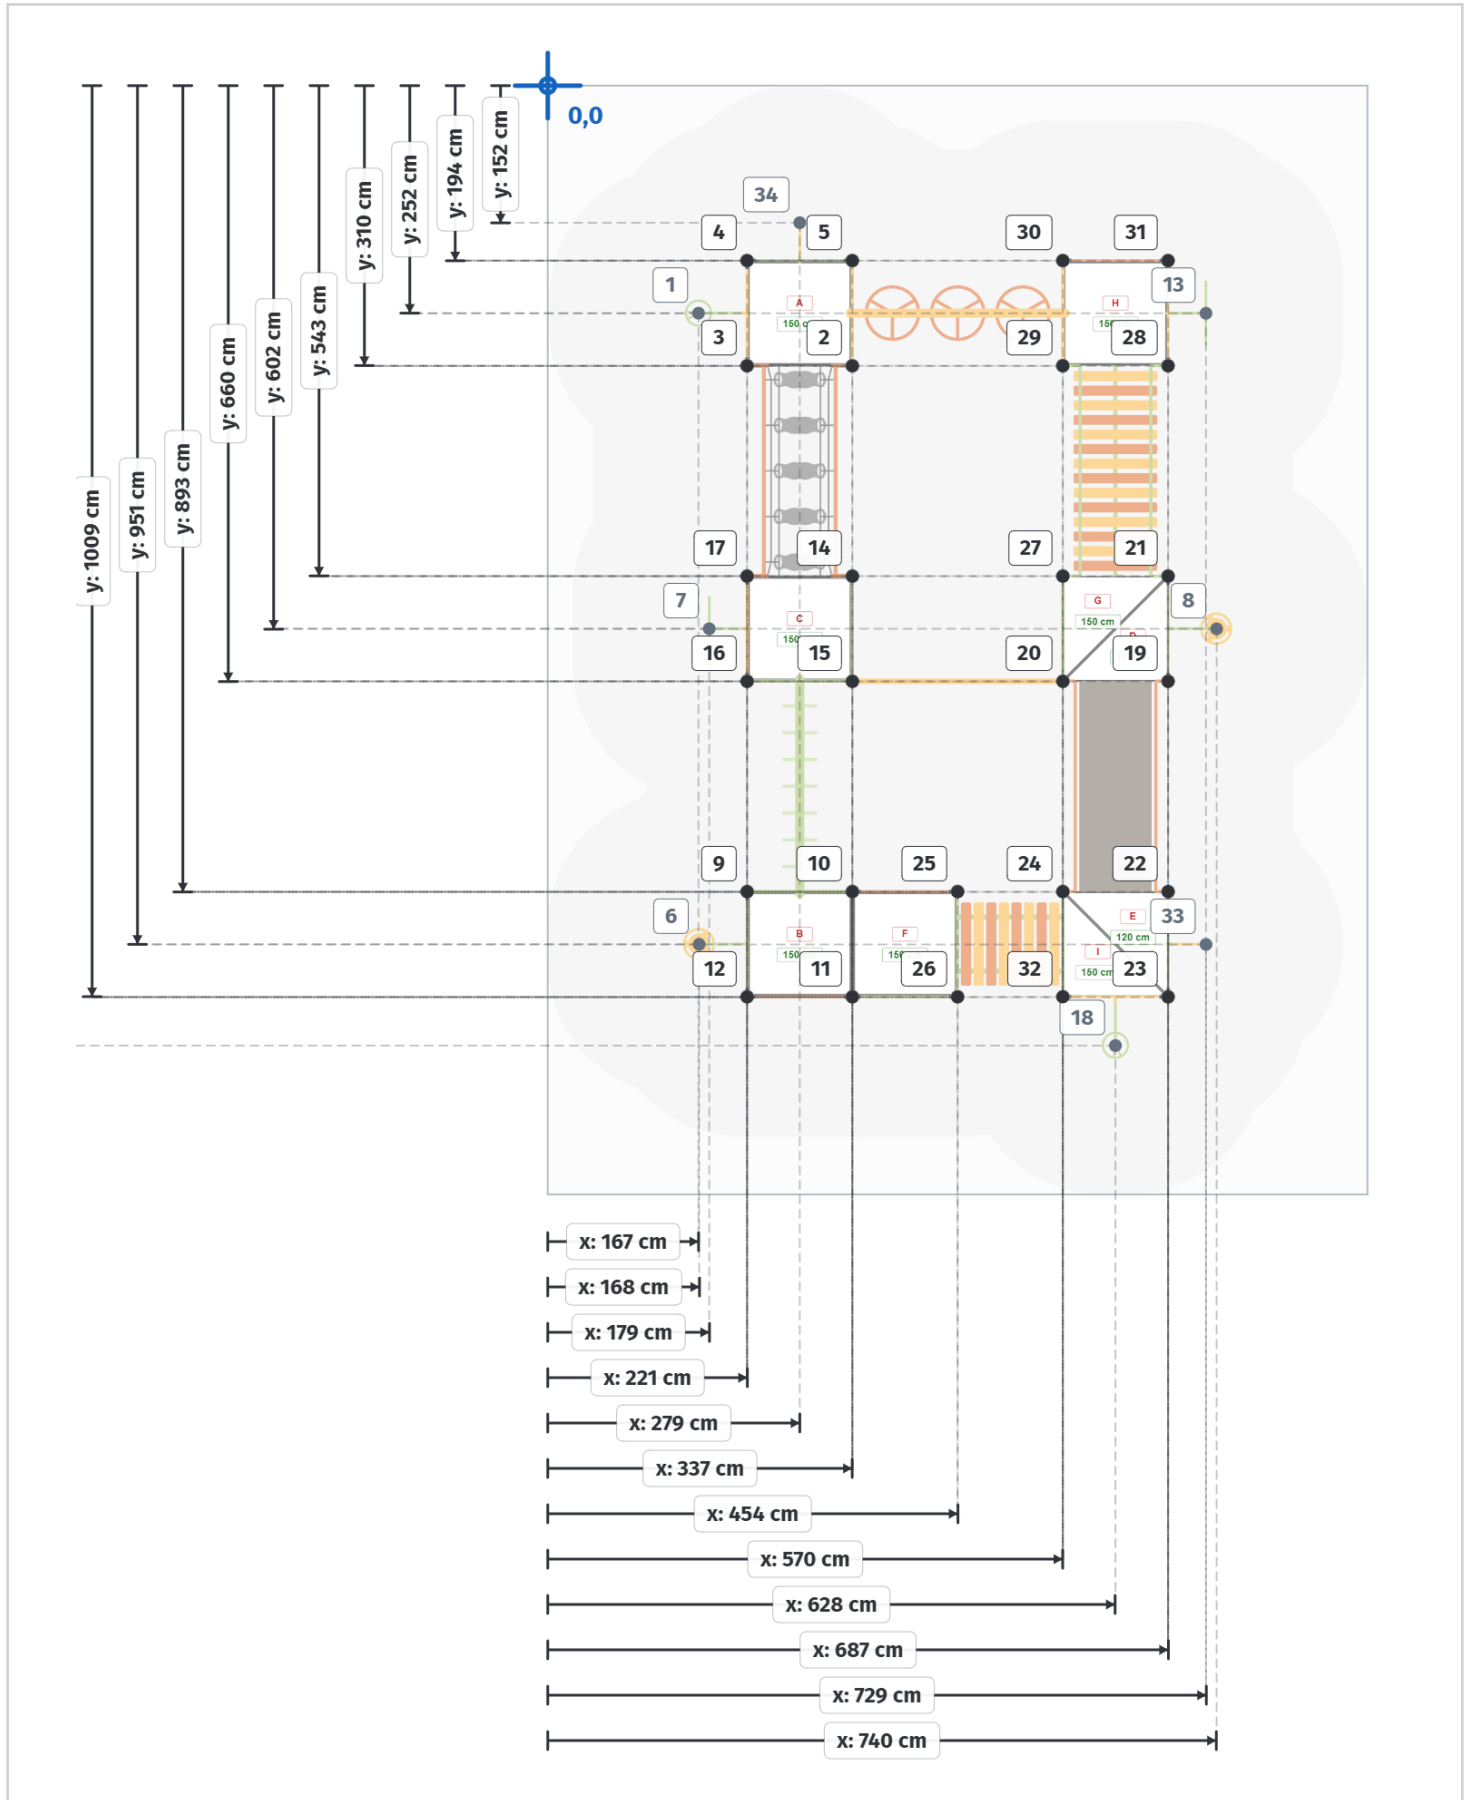 0,0
y: 152 cm
y: 194 cm
y: 252 cm
y: 310 cm
y: 543 cm
y: 602 cm
y: 660 cm
y: 893 cm
y: 951 cm
y: 1009 cm
34
4 5 30 31
1 13
A H
150
3 2 29 28
17 14 27 21
7 G 8
C 150 cm
150
16 15 20 19
9 10 25 24 22
6 E 33
B F 120 cm
150 150 I
12 11 26 32 150 cm 23
18
x: 167 cm
x: 168 cm
x: 179 cm
x: 221 cm
x: 279 cm
x: 337 cm
x: 454 cm
x: 570 cm
x: 628 cm
x: 687 cm
x: 729 cm
x: 740 cm